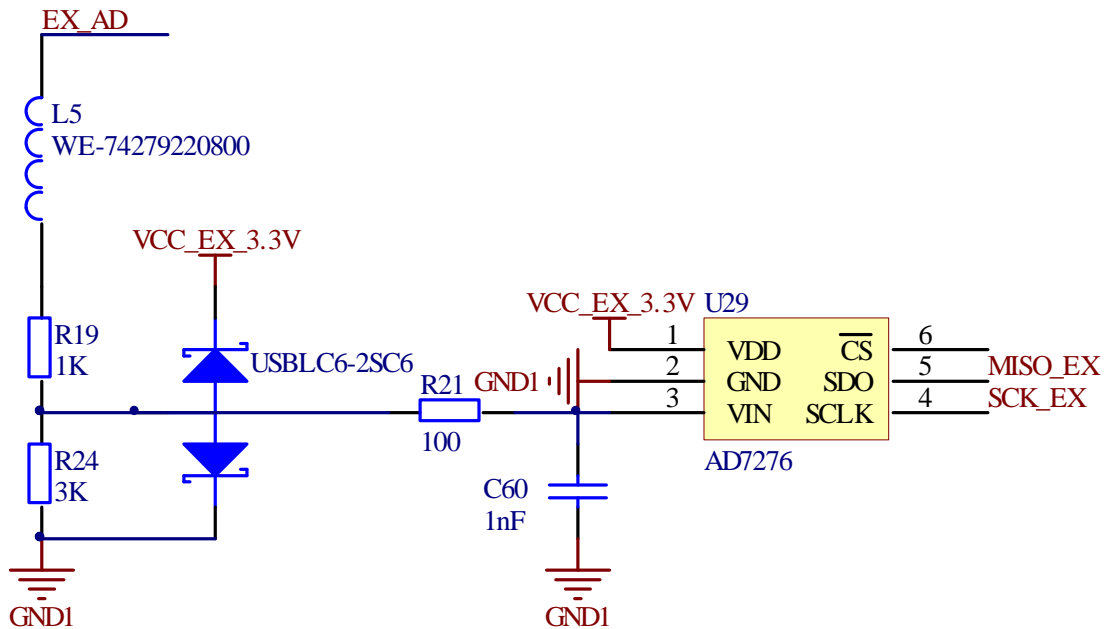 EX_AD
L5
WE-74279220800
VCC_EX_3.3V
R19
1K
USBLC6-2SC6
R24
3K
GND1
R21
100
C60
1nF
GND1
VCC_EX_3.3V
U29
GND1
1 VDD CS 6
2 GND SDO 5 MISO_EX
3 VIN SCLK 4 SCK_EX
AD7276